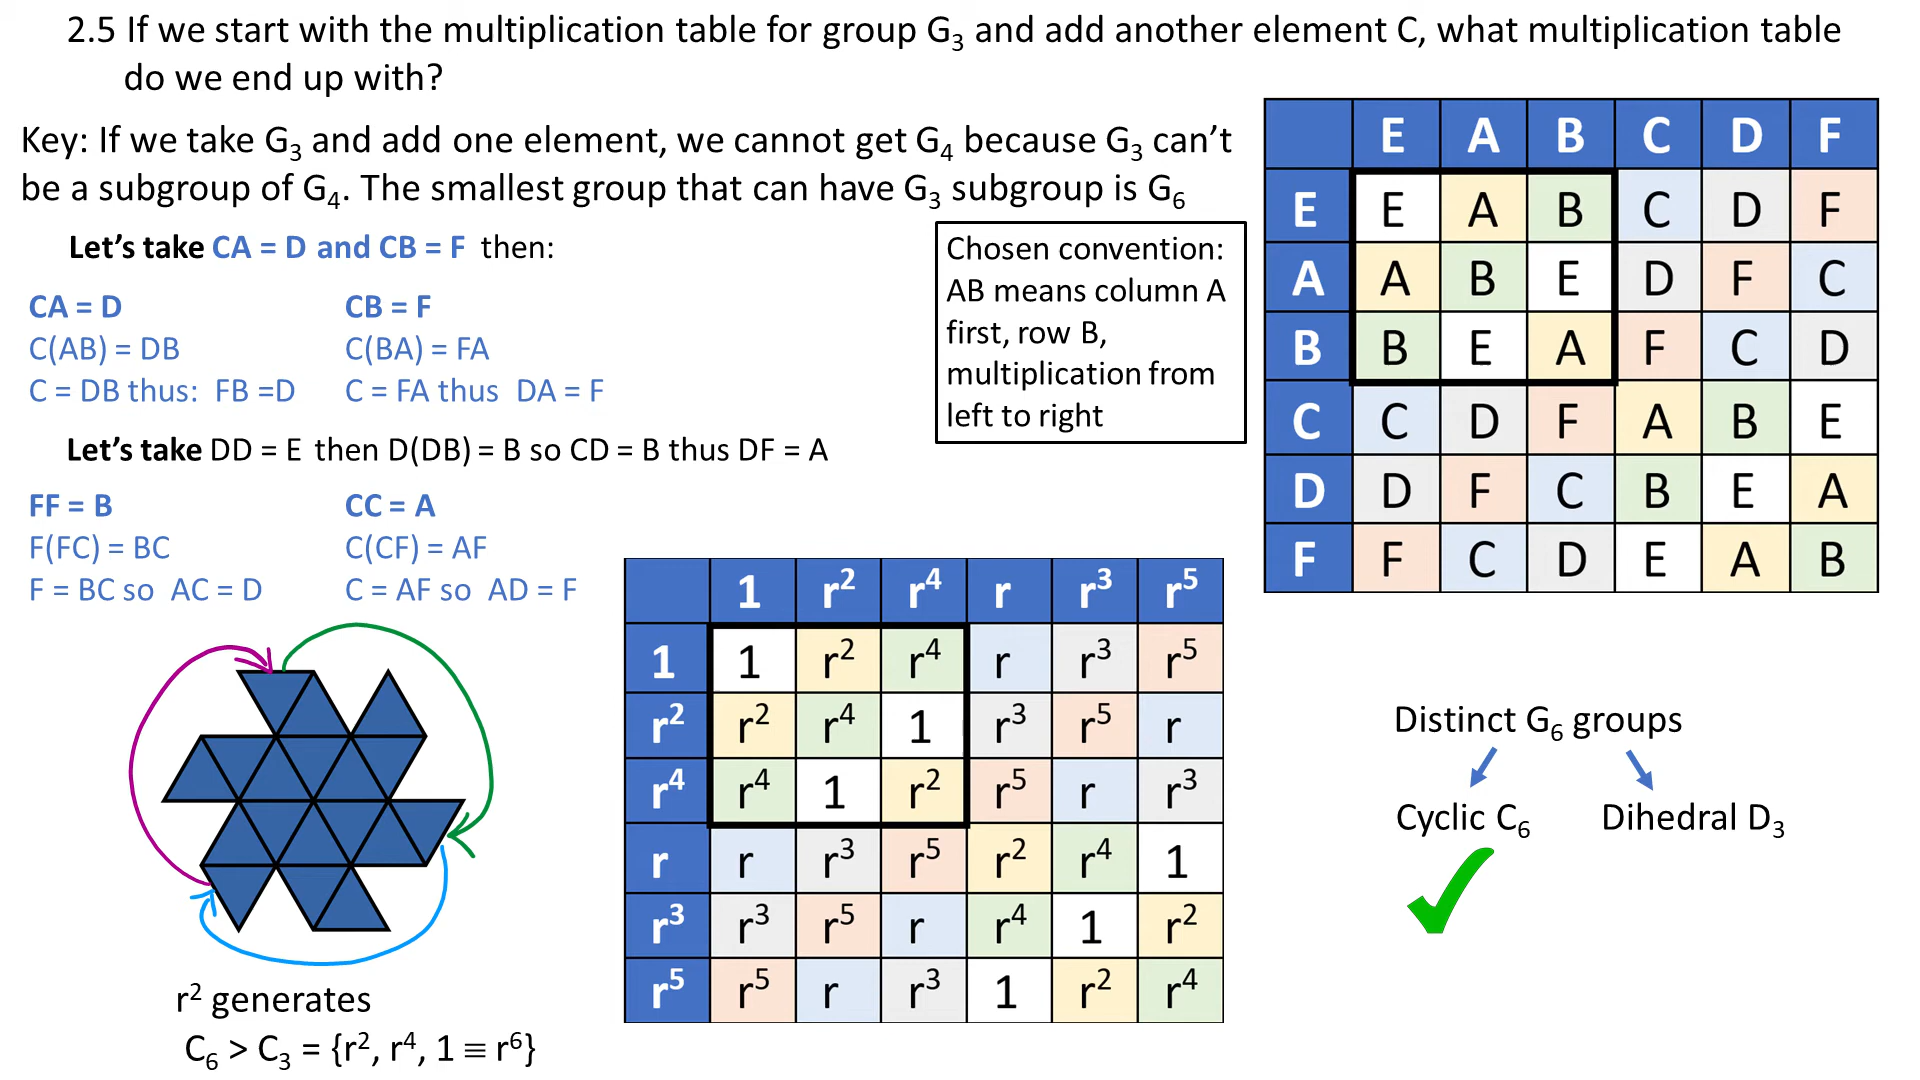 2.5 If we start with the multiplication table for group G₃ and add another element C, what multiplication table
do we end up with?
Key: If we take G₃ and add one element, we cannot get G₄ because G₃ can't
be a subgroup of G₄. The smallest group that can have G₃ subgroup is G₆
Let's take CA = D and CB = F then:
CA = D
C(AB) = DB
C = DB thus: FB =D
CB = F
C(BA) = FA
C = FA thus DA = F
Let's take DD = E then D(DB) = B so CD = B thus DF = A
FF = B
F(FC) = BC
F = BC so AC = D
CC = A
C(CF) = AF
C = AF so AD = F
Chosen convention:
AB means column A
first, row B,
multiplication from
left to right
E A B C D F
E E A B C D F
A A B E D F C
B B E A F C D
C C D F A B E
D D F C B E A
F F C D E A B
1 r² r⁴ r r³ r⁵
1 1 r² r⁴ r r³ r⁵
r² r² r⁴ 1 r³ r⁵ r
r⁴ r⁴ 1 r² r⁵ r r³
r r r³ r⁵ r² r⁴ 1
r³ r³ r⁵ r r⁴ 1 r²
r⁵ r⁵ r r³ 1 r² r⁴
r² generates
C₆ > C₃ = {r², r⁴, 1 ≡ r⁶}
Distinct G₆ groups
Cyclic C₆ Dihedral D₃